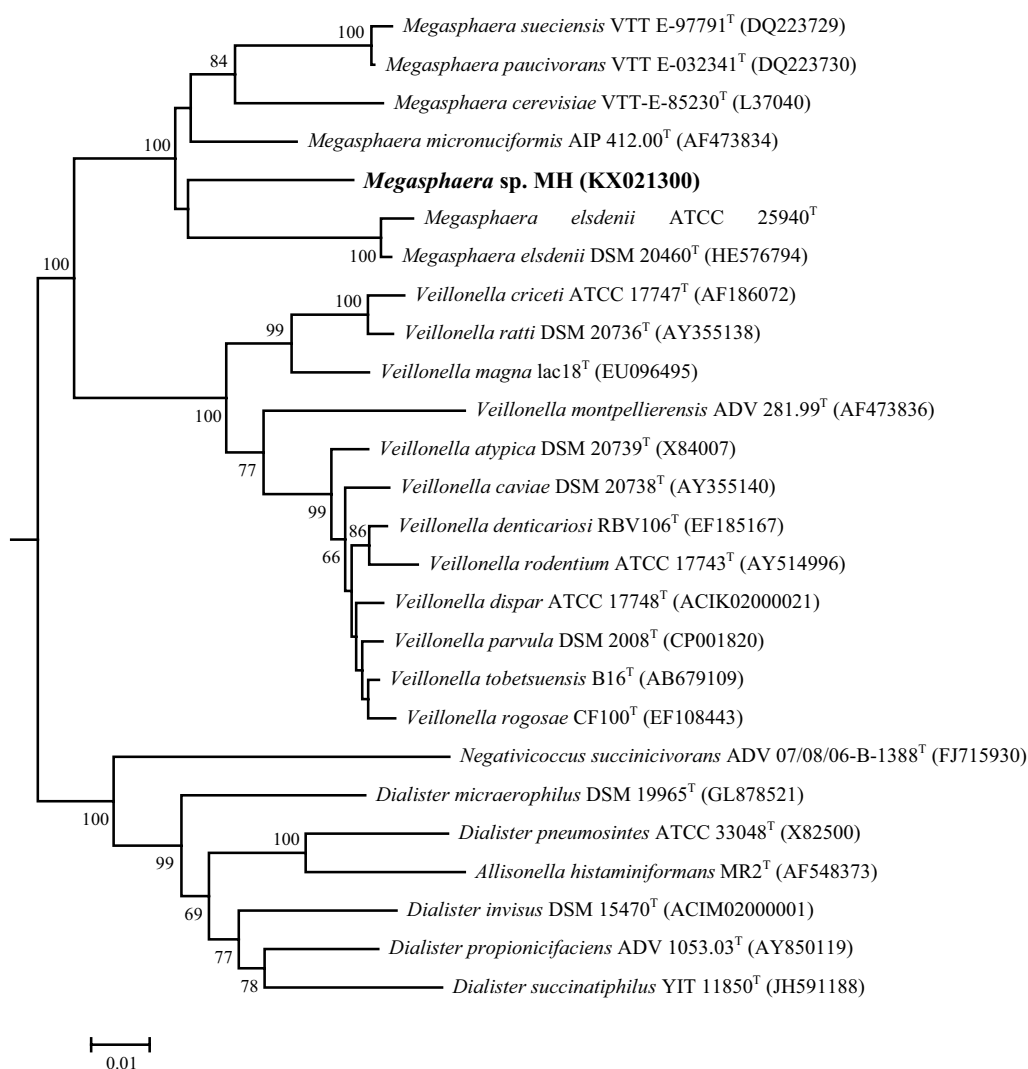 Megasphaera sueciensis VTT E-97791T (DQ223729)
100
Megasphaera paucivorans VTT E-032341T (DQ223730)
84
Megasphaera cerevisiae VTT-E-85230T (L37040)
Megasphaera micronuciformis AIP 412.00T (AF473834)
100
Megasphaera sp. MH (KX021300)
Megasphaera elsdenii ATCC 25940T
100
Megasphaera elsdenii DSM 20460T (HE576794)
100
Veillonella criceti ATCC 17747T (AF186072)
100
Veillonella ratti DSM 20736T (AY355138)
99
Veillonella magna lac18T (EU096495)
100
Veillonella montpellierensis ADV 281.99T (AF473836)
Veillonella atypica DSM 20739T (X84007)
77
Veillonella caviae DSM 20738T (AY355140)
99
Veillonella denticariosi RBV106T (EF185167)
86
66
Veillonella rodentium ATCC 17743T (AY514996)
Veillonella dispar ATCC 17748T (ACIK02000021)
Veillonella parvula DSM 2008T (CP001820)
Veillonella tobetsuensis B16T (AB679109)
Veillonella rogosae CF100T (EF108443)
Negativicoccus succinicivorans ADV 07/08/06-B-1388T (FJ715930)
Dialister micraerophilus DSM 19965T (GL878521)
100
Dialister pneumosintes ATCC 33048T (X82500)
100
99
Allisonella histaminiformans MR2T (AF548373)
Dialister invisus DSM 15470T (ACIM02000001)
69
Dialister propionicifaciens ADV 1053.03T (AY850119)
77
78
Dialister succinatiphilus YIT 11850T (JH591188)
0.01